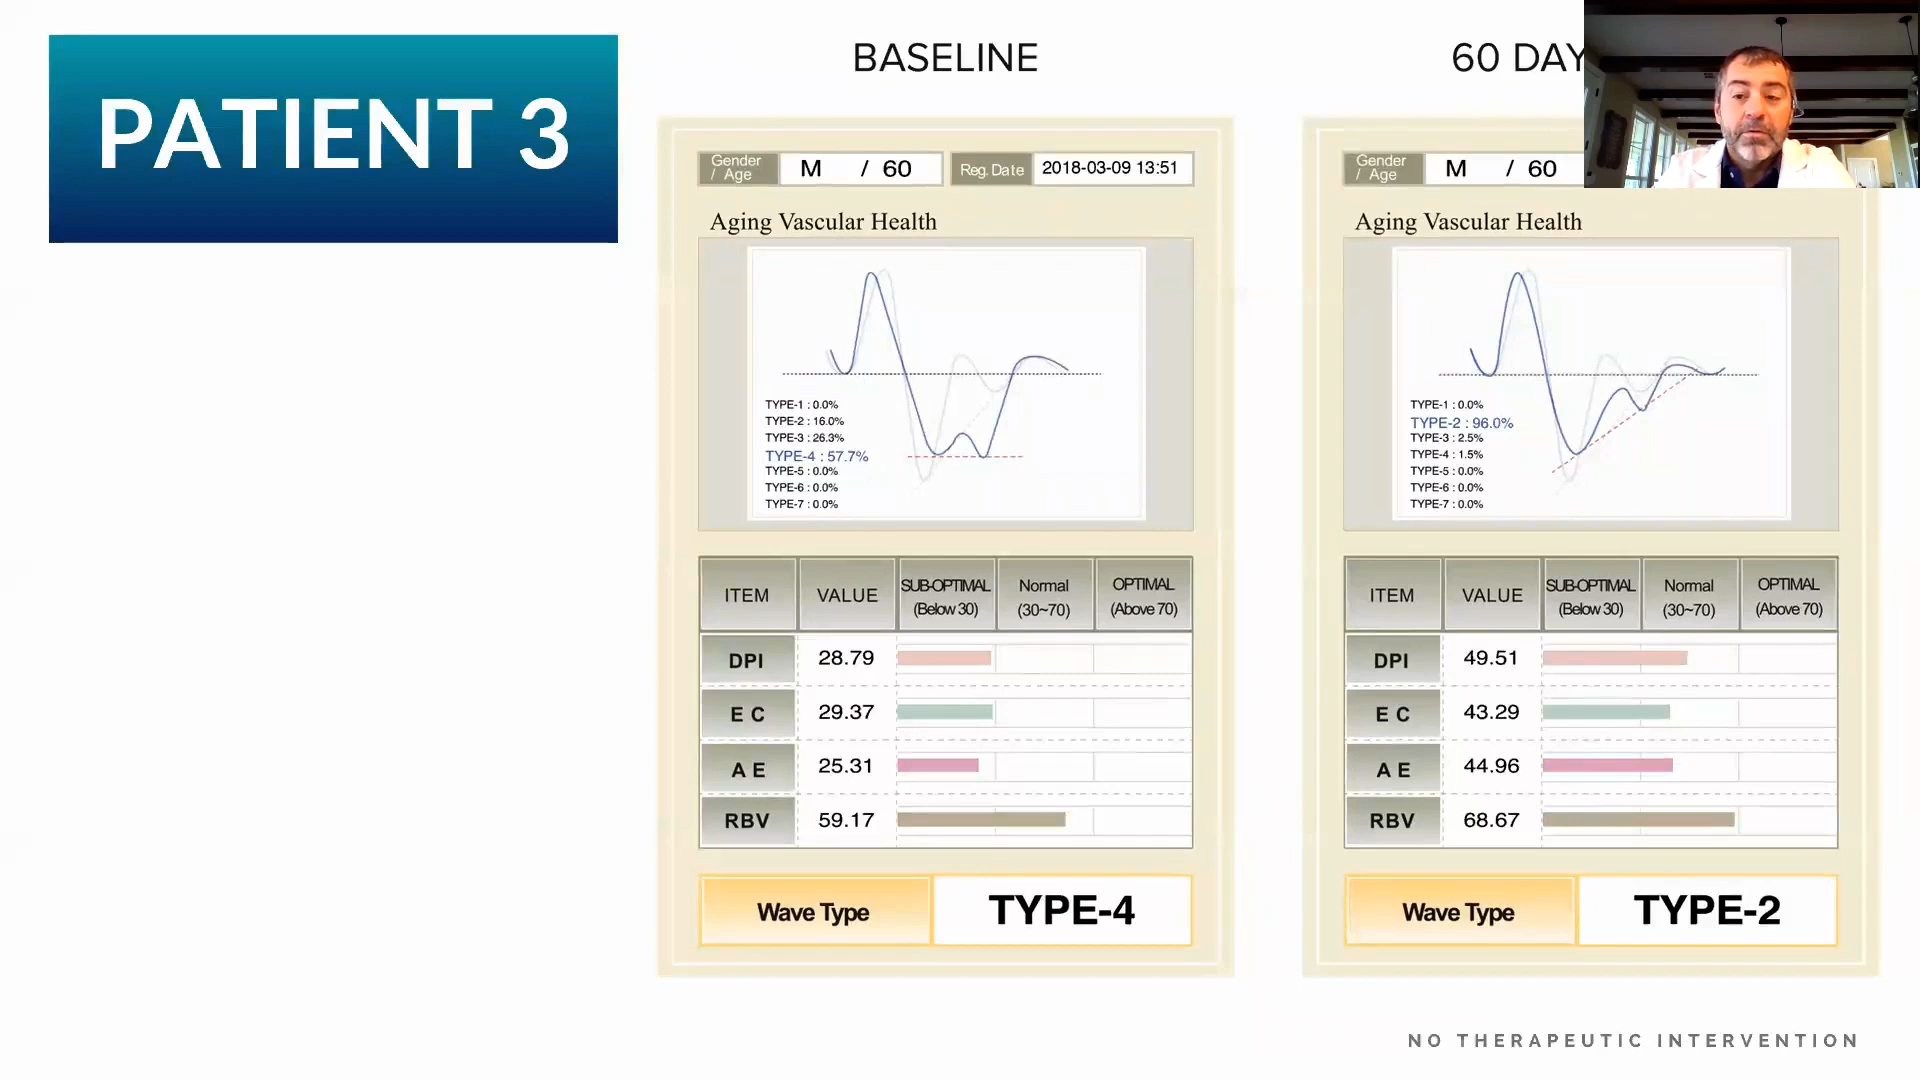 PATIENT 3
BASELINE
Gender / Age
M / 60
Reg. Date
2018-03-09 13:51
Aging Vascular Health
TYPE-1 : 0.0%
TYPE-2 : 16.0%
TYPE-3 : 26.3%
TYPE-4 : 57.7%
TYPE-5 : 0.0%
TYPE-6 : 0.0%
TYPE-7 : 0.0%
ITEM VALUE SUB-OPTIMAL (Below 30) Normal (30~70) OPTIMAL (Above 70)
DPI 28.79
E C 29.37
A E 25.31
RBV 59.17
Wave Type TYPE-4
60 DAY
Gender / Age
M / 60
Aging Vascular Health
TYPE-1 : 0.0%
TYPE-2 : 96.0%
TYPE-3 : 2.5%
TYPE-4 : 1.5%
TYPE-5 : 0.0%
TYPE-6 : 0.0%
TYPE-7 : 0.0%
ITEM VALUE SUB-OPTIMAL (Below 30) Normal (30~70) OPTIMAL (Above 70)
DPI 49.51
E C 43.29
A E 44.96
RBV 68.67
Wave Type TYPE-2
NO THERAPEUTIC INTERVENTION